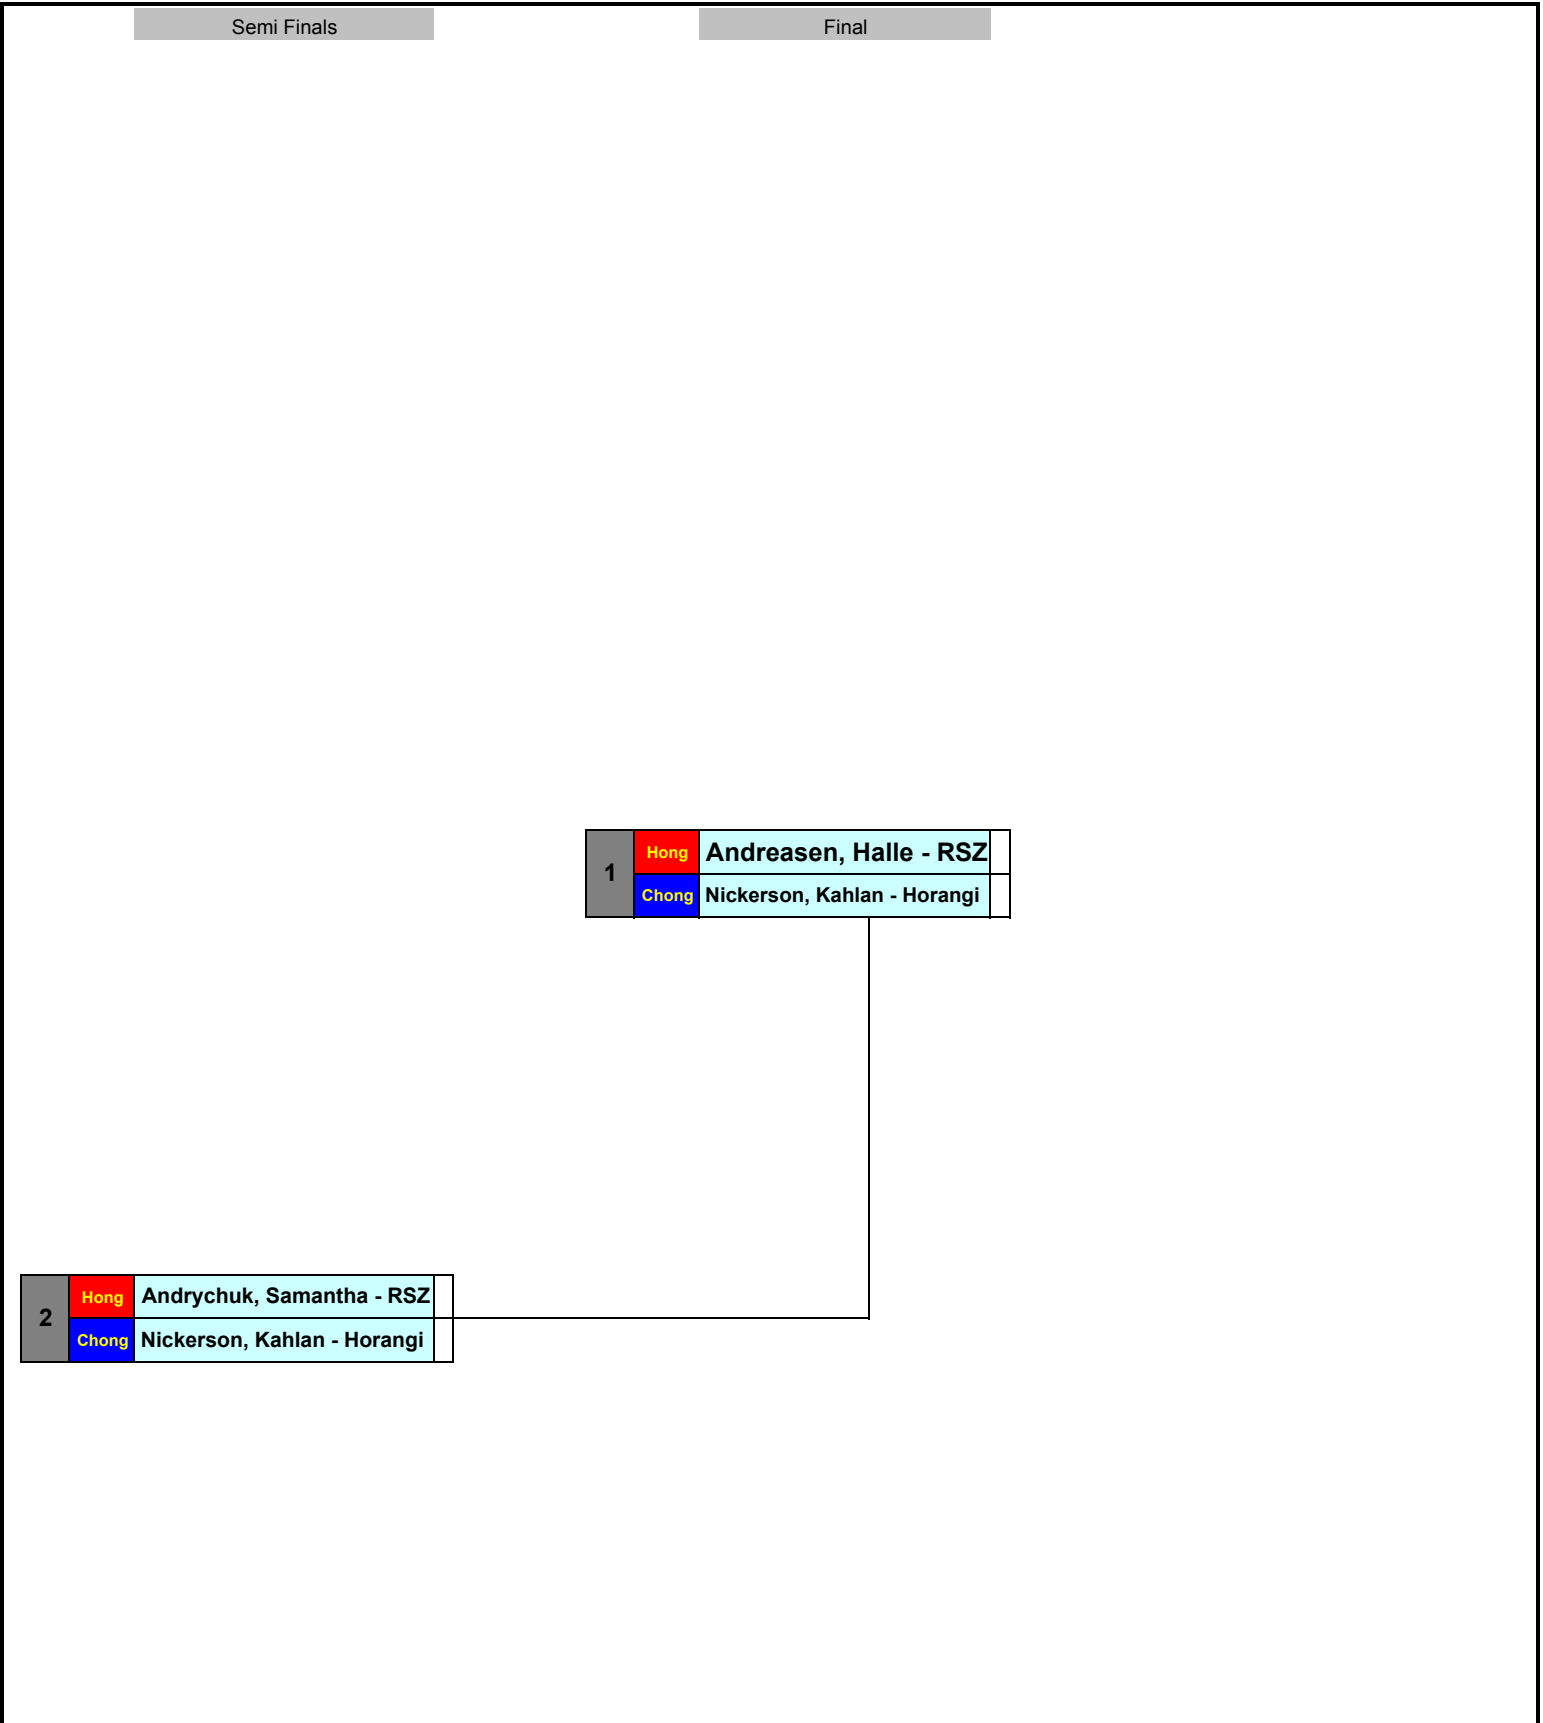 Semi Finals
Final
1
Hong
Andreasen, Halle - RSZ
Chong
Nickerson, Kahlan - Horangi
2
Hong
Andrychuk, Samantha - RSZ
Chong
Nickerson, Kahlan - Horangi